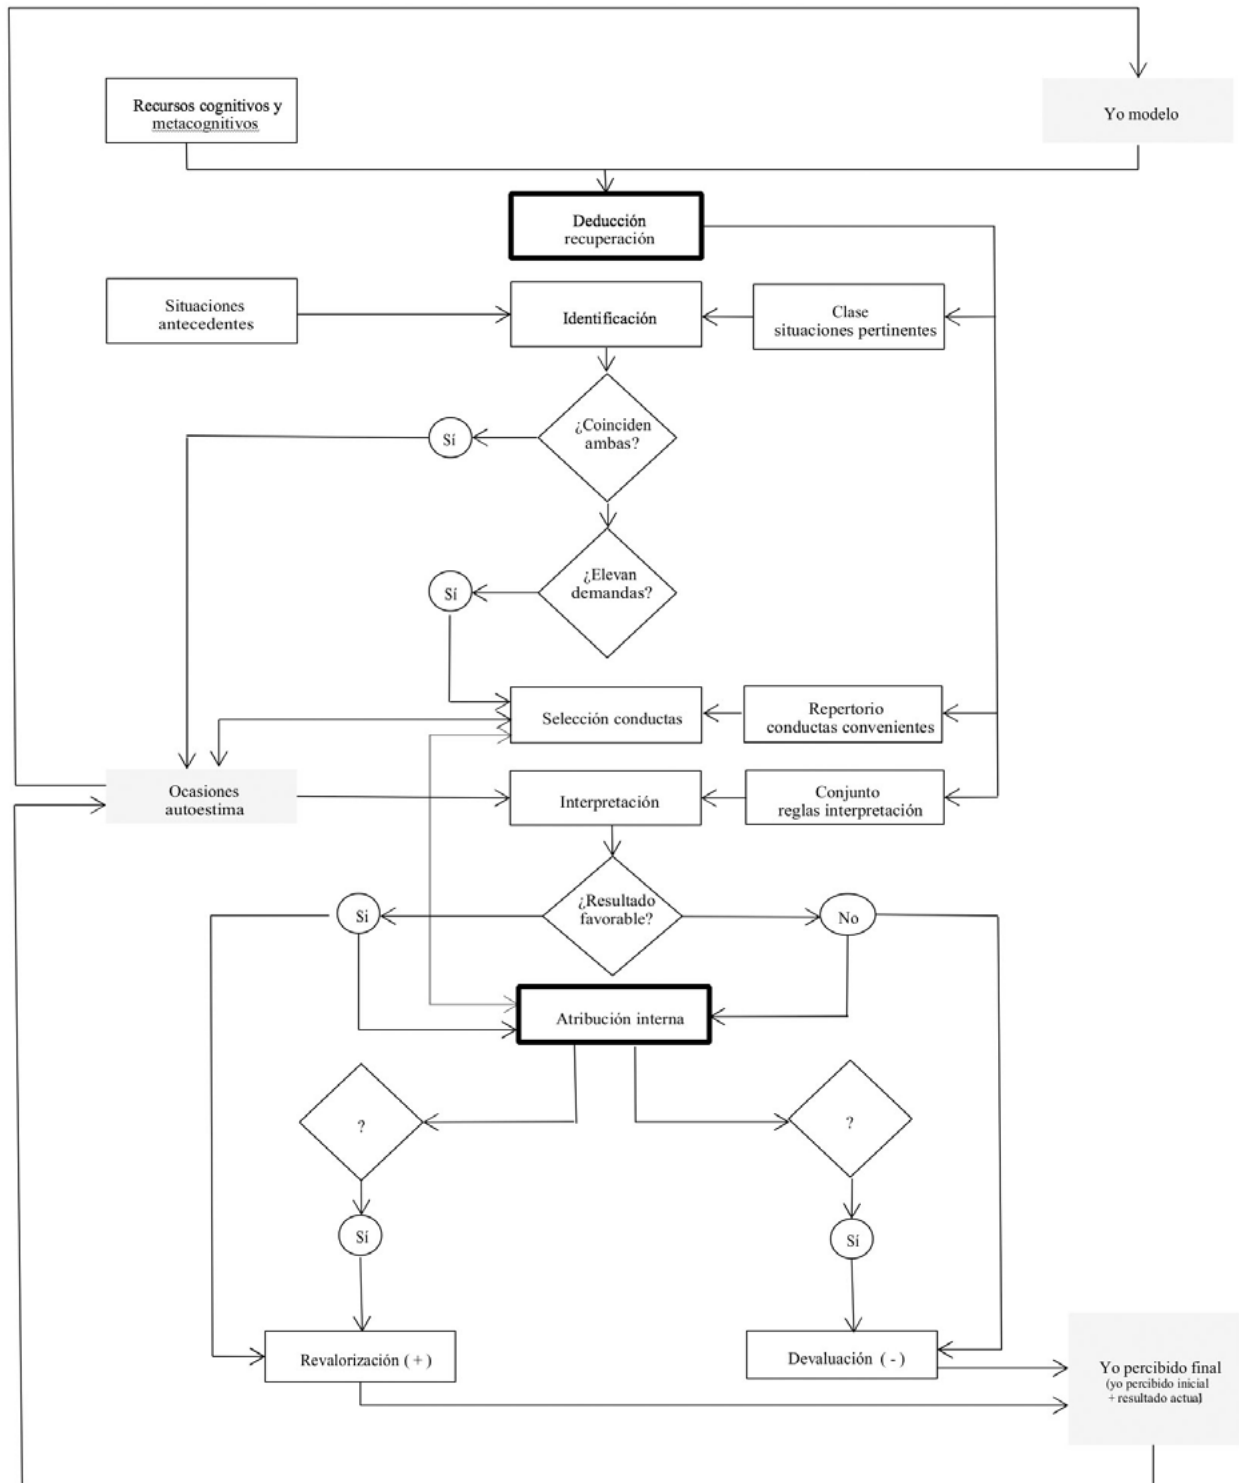 Recursos cognitivos y
metacognitivos
Yo modelo
Deducción
recuperación
Situaciones
antecedentes
Identificación
Clase
situaciones pertinentes
¿Coinciden
ambas?
Sí
¿Elevan
demandas?
Sí
Selección conductas
Repertorio
conductas convenientes
Ocasiones
autoestima
Interpretación
Conjunto
reglas interpretación
¿Resultado
favorable?
Si
No
Atribución interna
?
?
Sí
Sí
Revalorización ( + )
Devaluación ( - )
Yo percibido final
(yo percibido inicial
+ resultado actual